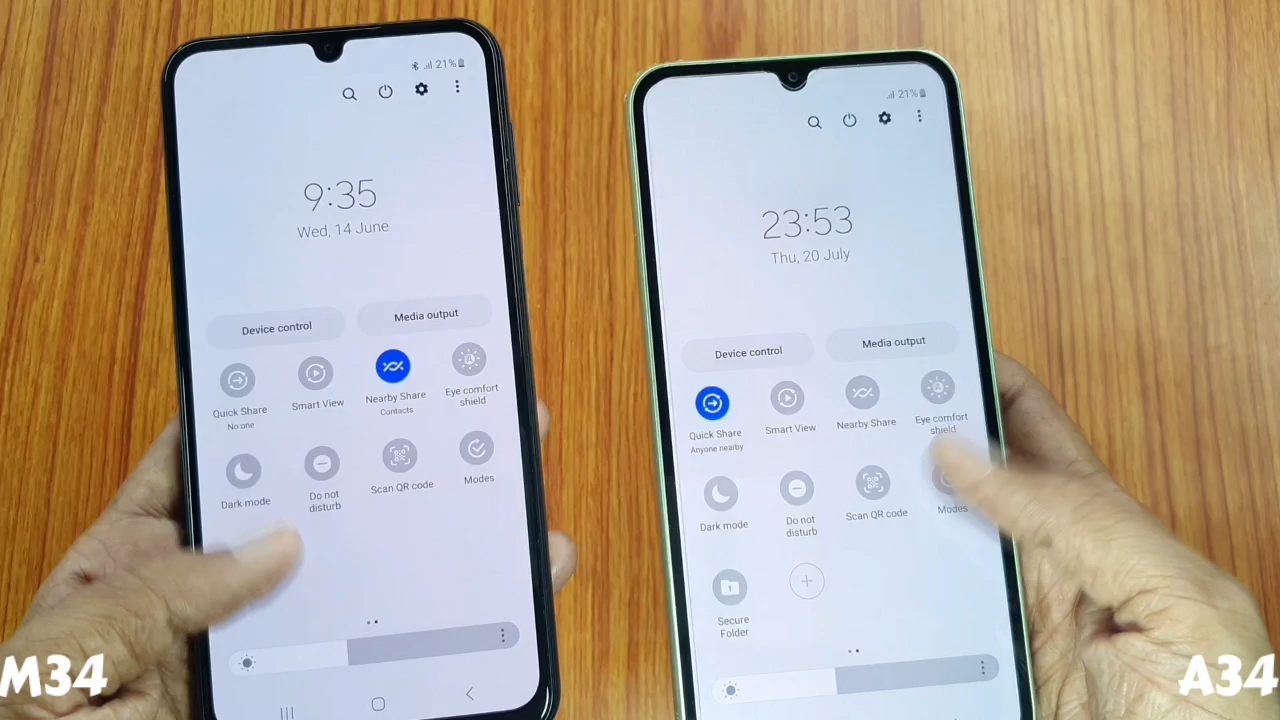 21%
9:35
Wed, 14 June
Device control
Media output
Quick Share
No one
Smart View
Nearby Share
Contacts
Eye comfort
shield
Dark mode
Do not
disturb
Scan QR code
Modes
M34
21%
23:53
Thu, 20 July
Device control
Media output
Quick Share
Anyone nearby
Smart View
Nearby Share
Eye comfort
shield
Dark mode
Do not
disturb
Scan QR code
Modes
Secure
Folder
A34